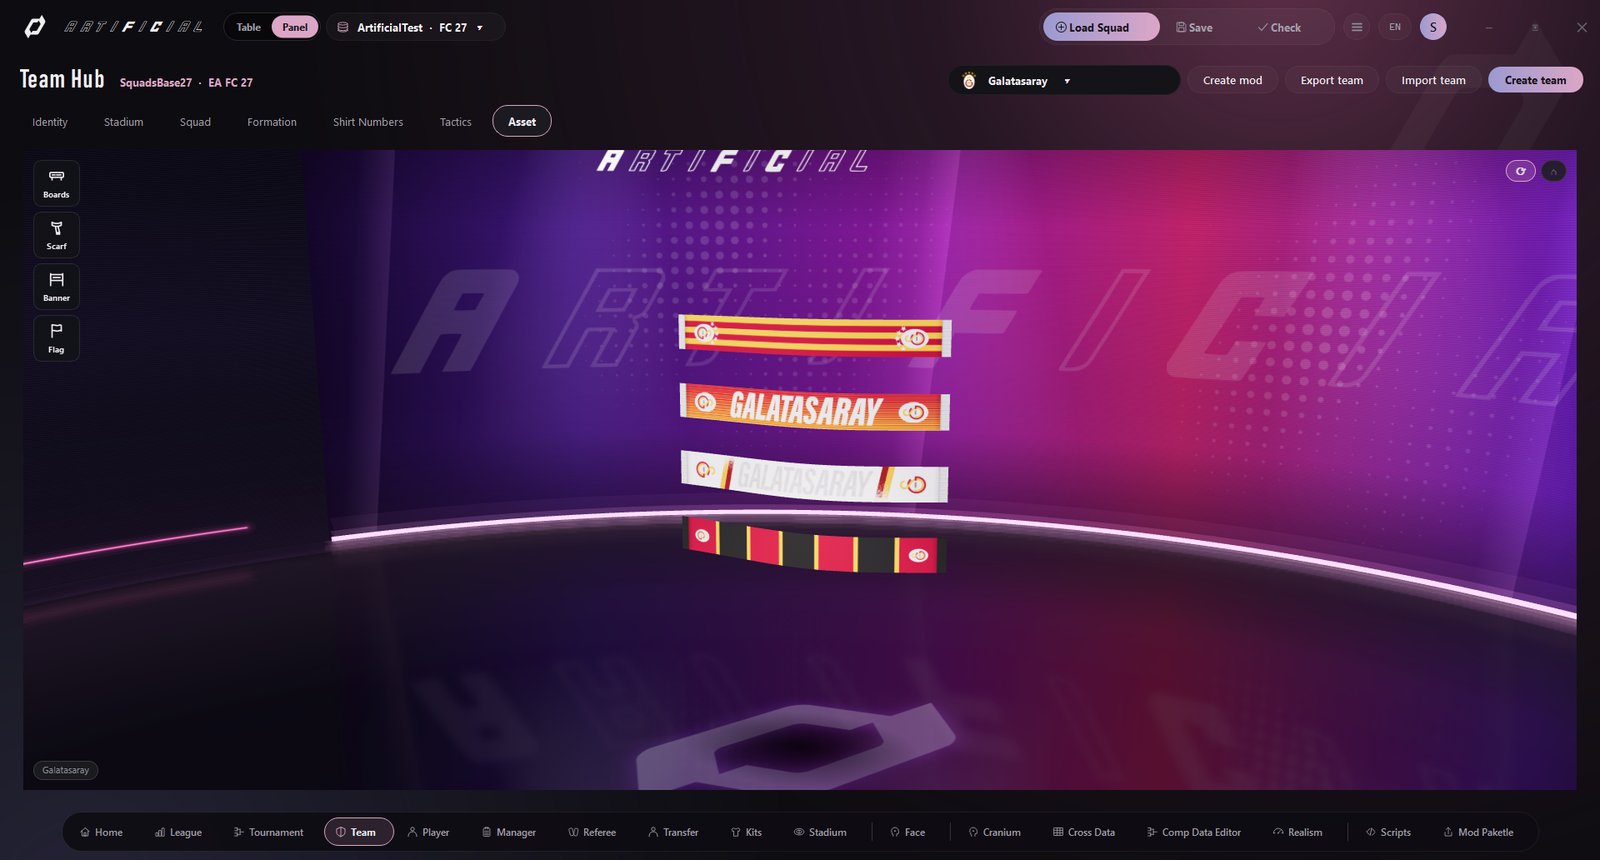 ARTIFICIAL
Table
Panel
ArtificialTest · FC 27
Load Squad
Save
Check
EN
S
Team Hub
SquadsBase27 · EA FC 27
Galatasaray
Create mod
Export team
Import team
Create team
Identity
Stadium
Squad
Formation
Shirt Numbers
Tactics
Asset
Boards
Scarf
Banner
Flag
ARTIFICIAL
ARTIFICIA
GALATASARAY
GALATASARAY
Galatasaray
Home
League
Tournament
Team
Player
Manager
Referee
Transfer
Kits
Stadium
Face
Cranium
Cross Data
Comp Data Editor
Realism
Scripts
Mod Paketle